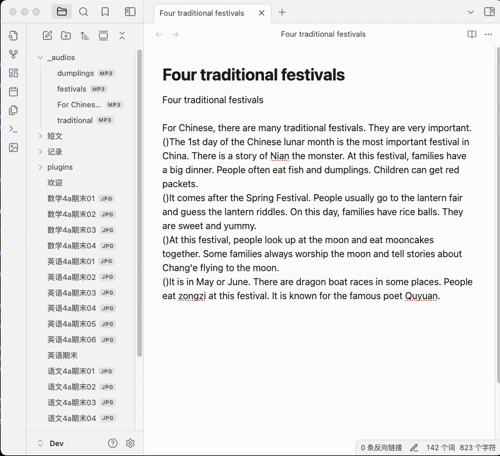 Four traditional festivals
_audios
dumplings MP3
festivals MP3
For Chines... MP3
traditional MP3
短文
记录
plugins
欢迎
数学4a期末01 JPG
数学4a期末02 JPG
数学4a期末03 JPG
数学4a期末04 JPG
英语4a期末01 JPG
英语4a期末02 JPG
英语4a期末03 JPG
英语4a期末04 JPG
英语4a期末05 JPG
英语4a期末06 JPG
英语期末
语文4a期末01 JPG
语文4a期末02 JPG
语文4a期末03 JPG
语文4a期末04 JPG
Dev
Four traditional festivals
Four traditional festivals
Four traditional festivals
For Chinese, there are many traditional festivals. They are very important.
()The 1st day of the Chinese lunar month is the most important festival in
China. There is a story of Nian the monster. At this festival, families have
a big dinner. People often eat fish and dumplings. Children can get red
packets.
()It comes after the Spring Festival. People usually go to the lantern fair
and guess the lantern riddles. On this day, families have rice balls. They
are sweet and yummy.
()At this festival, people look up at the moon and eat mooncakes
together. Some families always worship the moon and tell stories about
Chang'e flying to the moon.
()It is in May or June. There are dragon boat races in some places. People
eat zongzi at this festival. It is known for the famous poet Quyuan.
0 条反向链接 142 个词 823 个字符